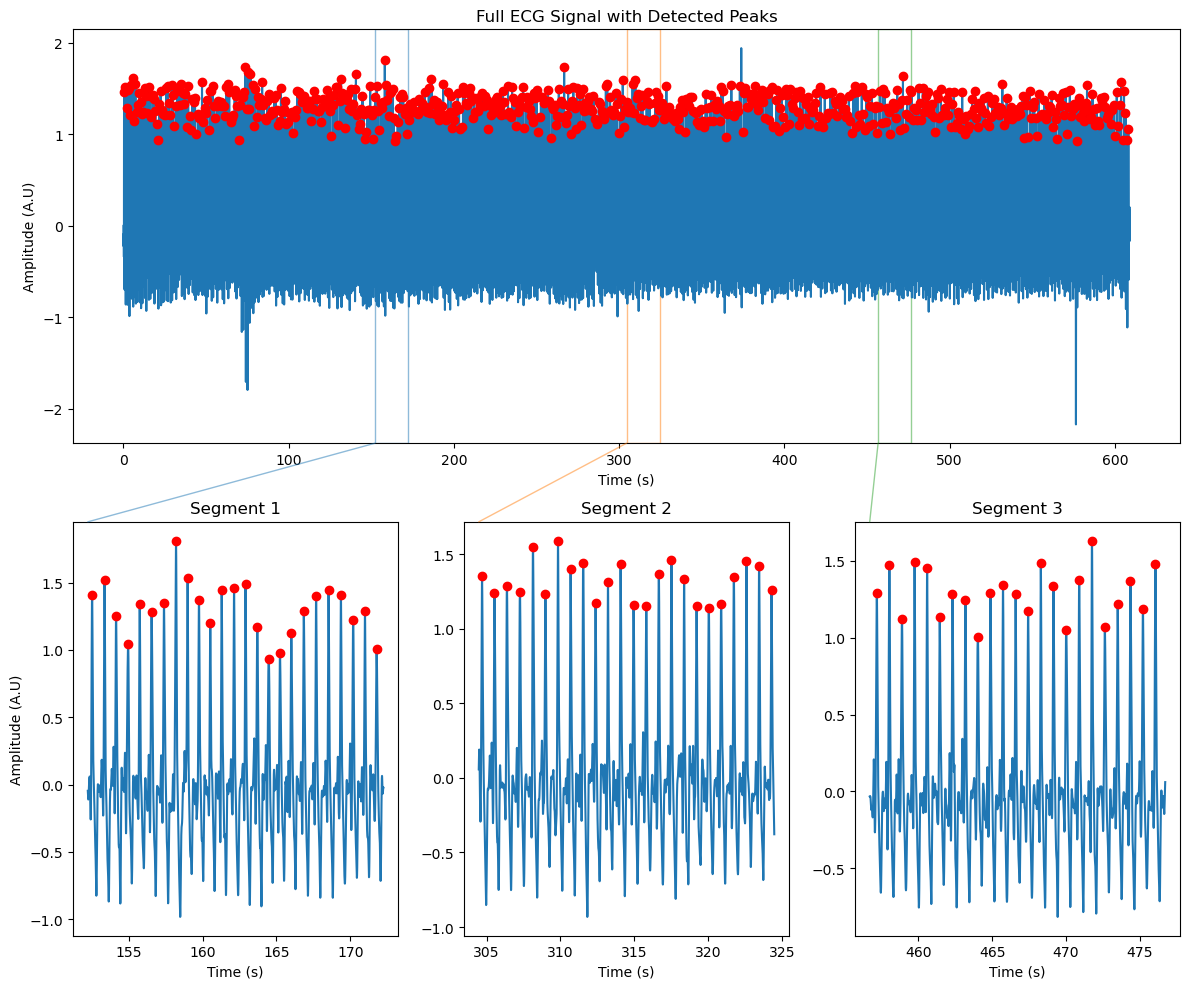 Full ECG Signal with Detected Peaks
2
1
0
−1
−2
Amplitude (A.U)
0 100 200 300 400 500 600
Time (s)
Segment 1
1.5
1.0
0.5
0.0
−0.5
−1.0
Amplitude (A.U)
155 160 165 170
Time (s)
Segment 2
1.5
1.0
0.5
0.0
−0.5
−1.0
305 310 315 320 325
Time (s)
Segment 3
1.5
1.0
0.5
0.0
−0.5
460 465 470 475
Time (s)